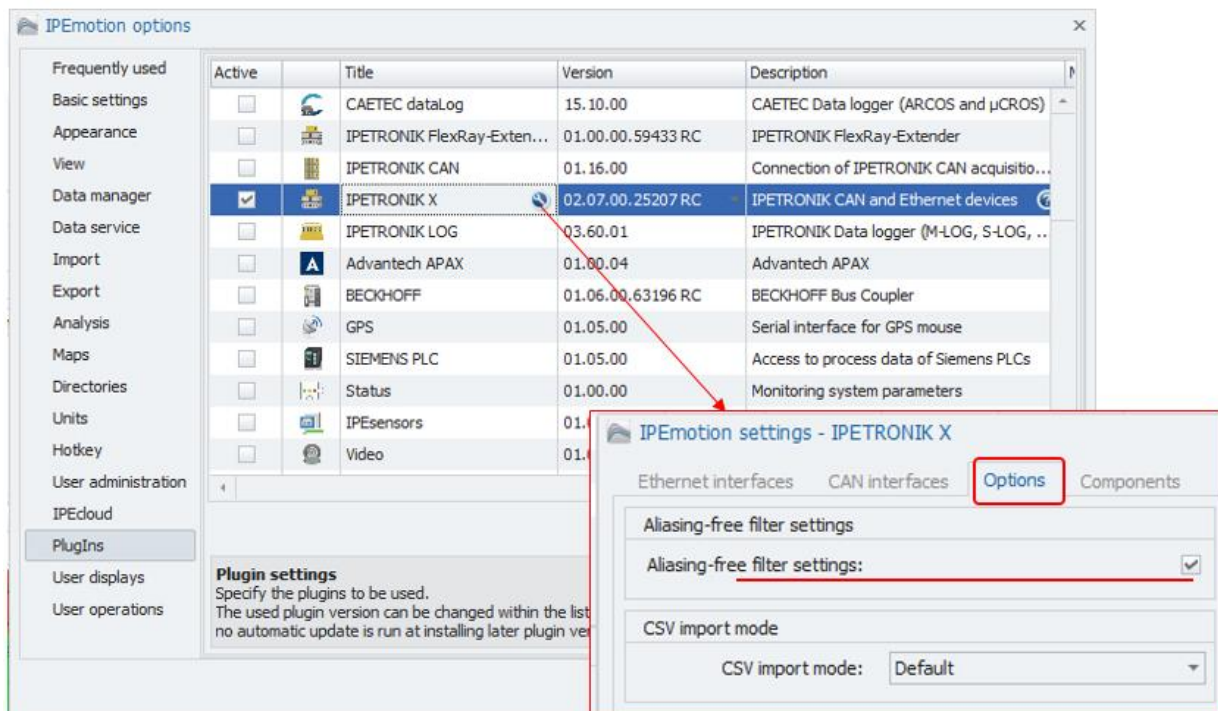 IPEmotion options
Frequently used
Basic settings
Appearance
View
Data manager
Data service
Import
Export
Analysis
Maps
Directories
Units
Hotkey
User administration
IPEcloud
PlugIns
User displays
User operations
Active Title Version Description
CAETEC dataLog 15.10.00 CAETEC Data logger (ARCOS and µCROS)
IPETRONIK FlexRay-Exten... 01.00.00.59433 RC IPETRONIK FlexRay-Extender
IPETRONIK CAN 01.16.00 Connection of IPETRONIK CAN acquisitio...
IPETRONIK X 02.07.00.25207 RC IPETRONIK CAN and Ethernet devices
IPETRONIK LOG 03.60.01 IPETRONIK Data logger (M-LOG, S-LOG, ..
Advantech APAX 01.00.04 Advantech APAX
BECKHOFF 01.06.00.63196 RC BECKHOFF Bus Coupler
GPS 01.05.00 Serial interface for GPS mouse
SIEMENS PLC 01.05.00 Access to process data of Siemens PLCs
Status 01.00.00 Monitoring system parameters
IPEsensors 01.
Video 01.
Plugin settings
Specify the plugins to be used.
The used plugin version can be changed within the list
no automatic update is run at installing later plugin
IPEmotion settings - IPETRONIK X
Ethernet interfaces CAN interfaces Options Components
Aliasing-free filter settings
Aliasing-free filter settings:
CSV import mode
CSV import mode: Default